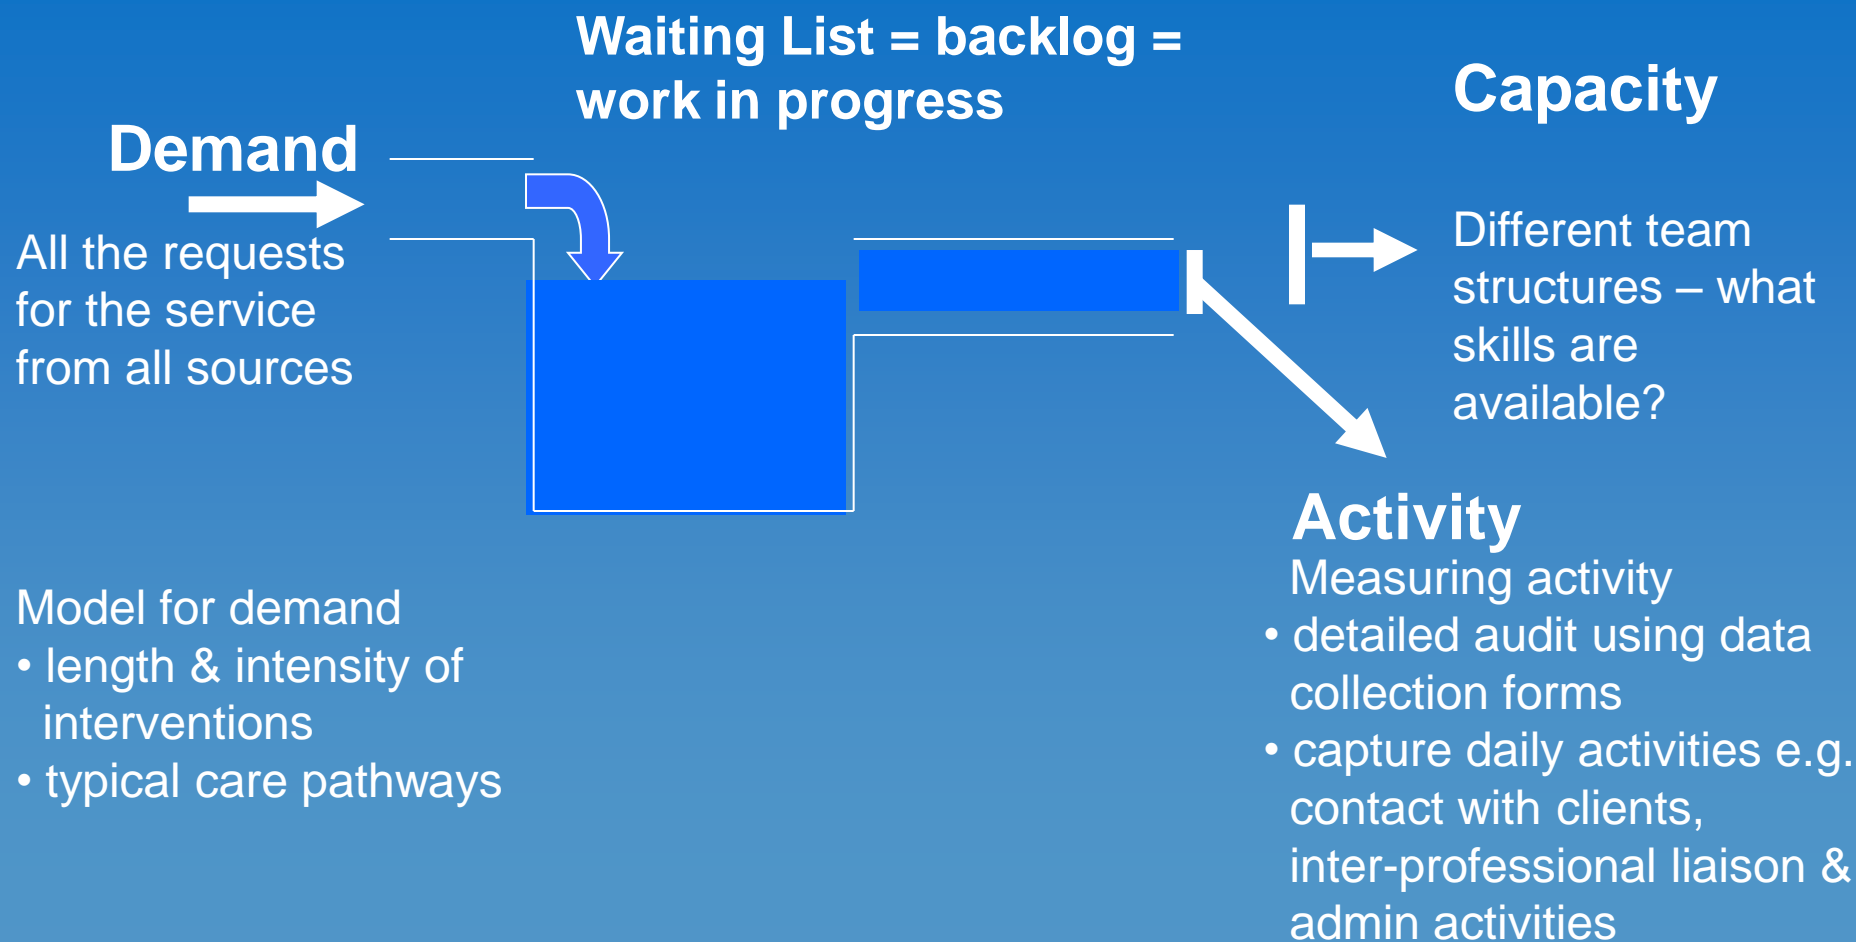 Waiting List = backlog =
work in progress
Demand
All the requests
for the service
from all sources
Model for demand
• length & intensity of
interventions
• typical care pathways
Capacity
Different team
structures – what
skills are
available?
Activity
Measuring activity
• detailed audit using data
collection forms
• capture daily activities e.g.
contact with clients,
inter-professional liaison &
admin activities